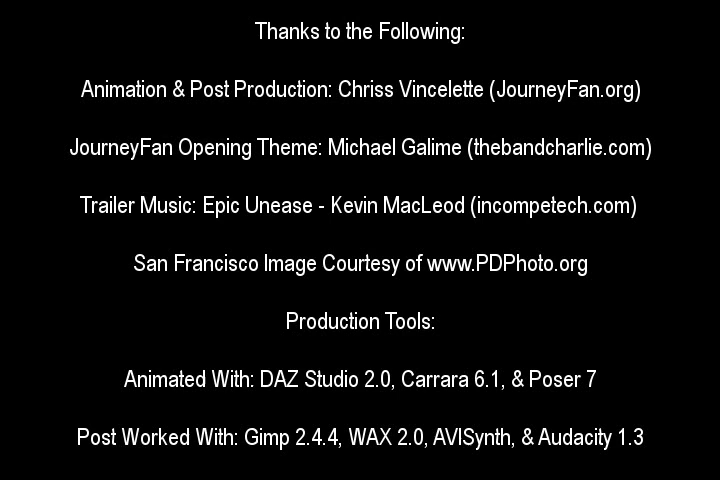 Thanks to the Following:
Animation & Post Production: Chriss Vincelette (JourneyFan.org)
JourneyFan Opening Theme: Michael Galime (thebandcharlie.com)
Trailer Music: Epic Unease - Kevin MacLeod (incompetech.com)
San Francisco Image Courtesy of www.PDPhoto.org
Production Tools:
Animated With: DAZ Studio 2.0, Carrara 6.1, & Poser 7
Post Worked With: Gimp 2.4.4, WAX 2.0, AVISynth, & Audacity 1.3